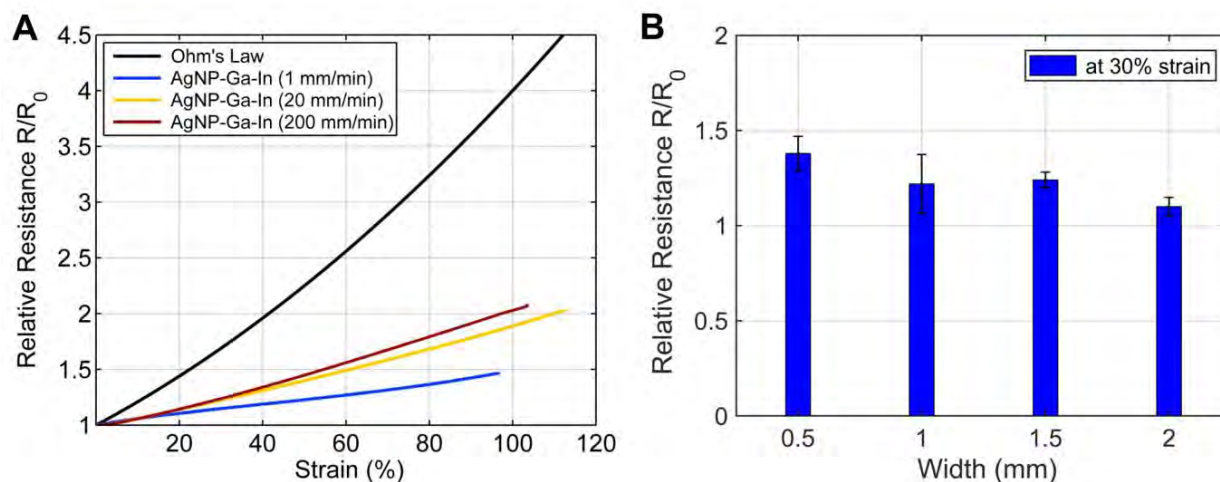 A
Relative Resistance R/R0
4.5
4
3.5
3
2.5
2
1.5
1
Ohm's Law
AgNP-Ga-In (1 mm/min)
AgNP-Ga-In (20 mm/min)
AgNP-Ga-In (200 mm/min)
20 40 60 80 100 120
Strain (%)
B
Relative Resistance R/R0
2
1.5
1
0.5
0
at 30% strain
0.5 1 1.5 2
Width (mm)